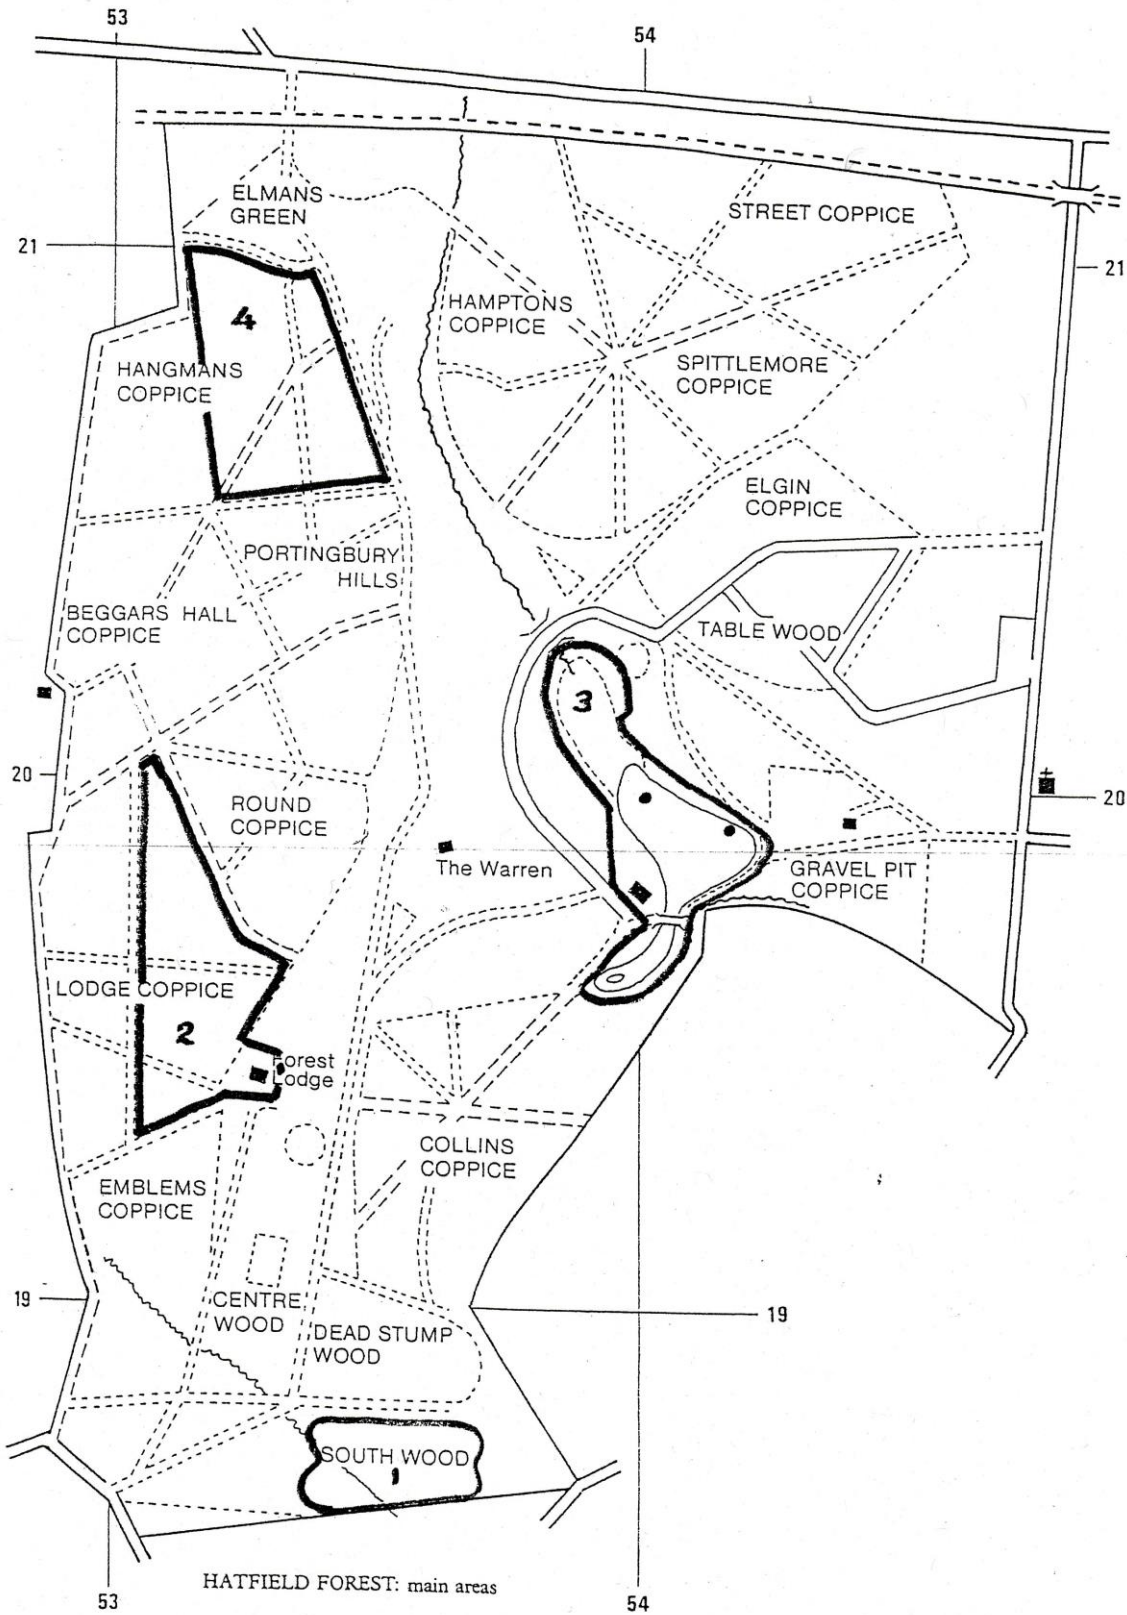 53
54
ELMANS
GREEN
STREET COPPICE
21
21
HAMPTONS
COPPICE
4
HANGMANS
COPPICE
SPITTLEMORE
COPPICE
ELGIN
COPPICE
PORTINGBURY
HILLS
BEGGARS HALL
COPPICE
TABLE WOOD
3
20
20
ROUND
COPPICE
The Warren
GRAVEL PIT
COPPICE
LODGE COPPICE
2
Forest
Lodge
COLLINS
COPPICE
EMBLEMS
COPPICE
19
19
CENTRE
WOOD
DEAD STUMP
WOOD
SOUTH WOOD
1
HATFIELD FOREST: main areas
53
54